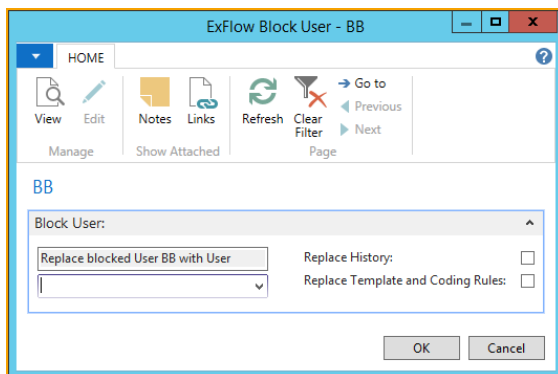 ExFlow Block User - BB
HOME
View
Edit
Notes
Links
Refresh
Clear
Filter
Go to
Previous
Next
Manage
Show Attached
Page
BB
Block User:
Replace blocked User BB with User
Replace History:
Replace Template and Coding Rules:
OK
Cancel